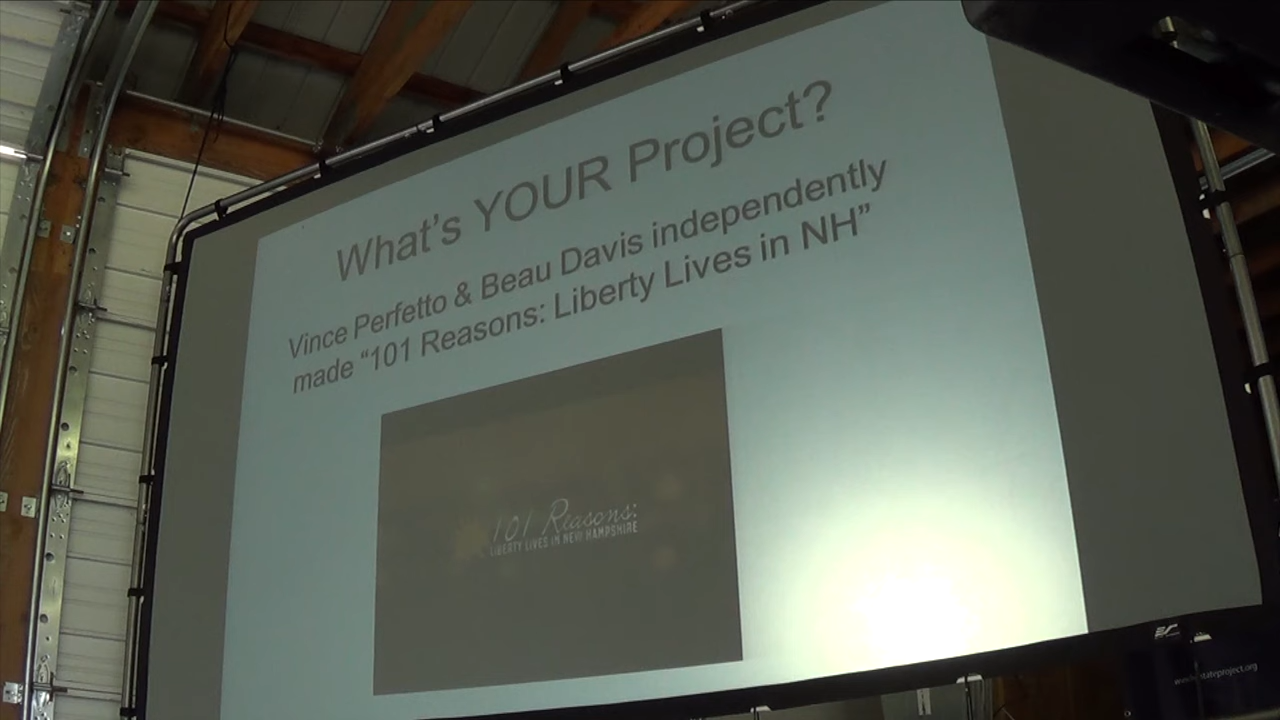 What's YOUR Project?
Vince Perfetto & Beau Davis independently
made “101 Reasons: Liberty Lives in NH”
101 Reasons:
LIBERTY LIVES IN NEW HAMPSHIRE